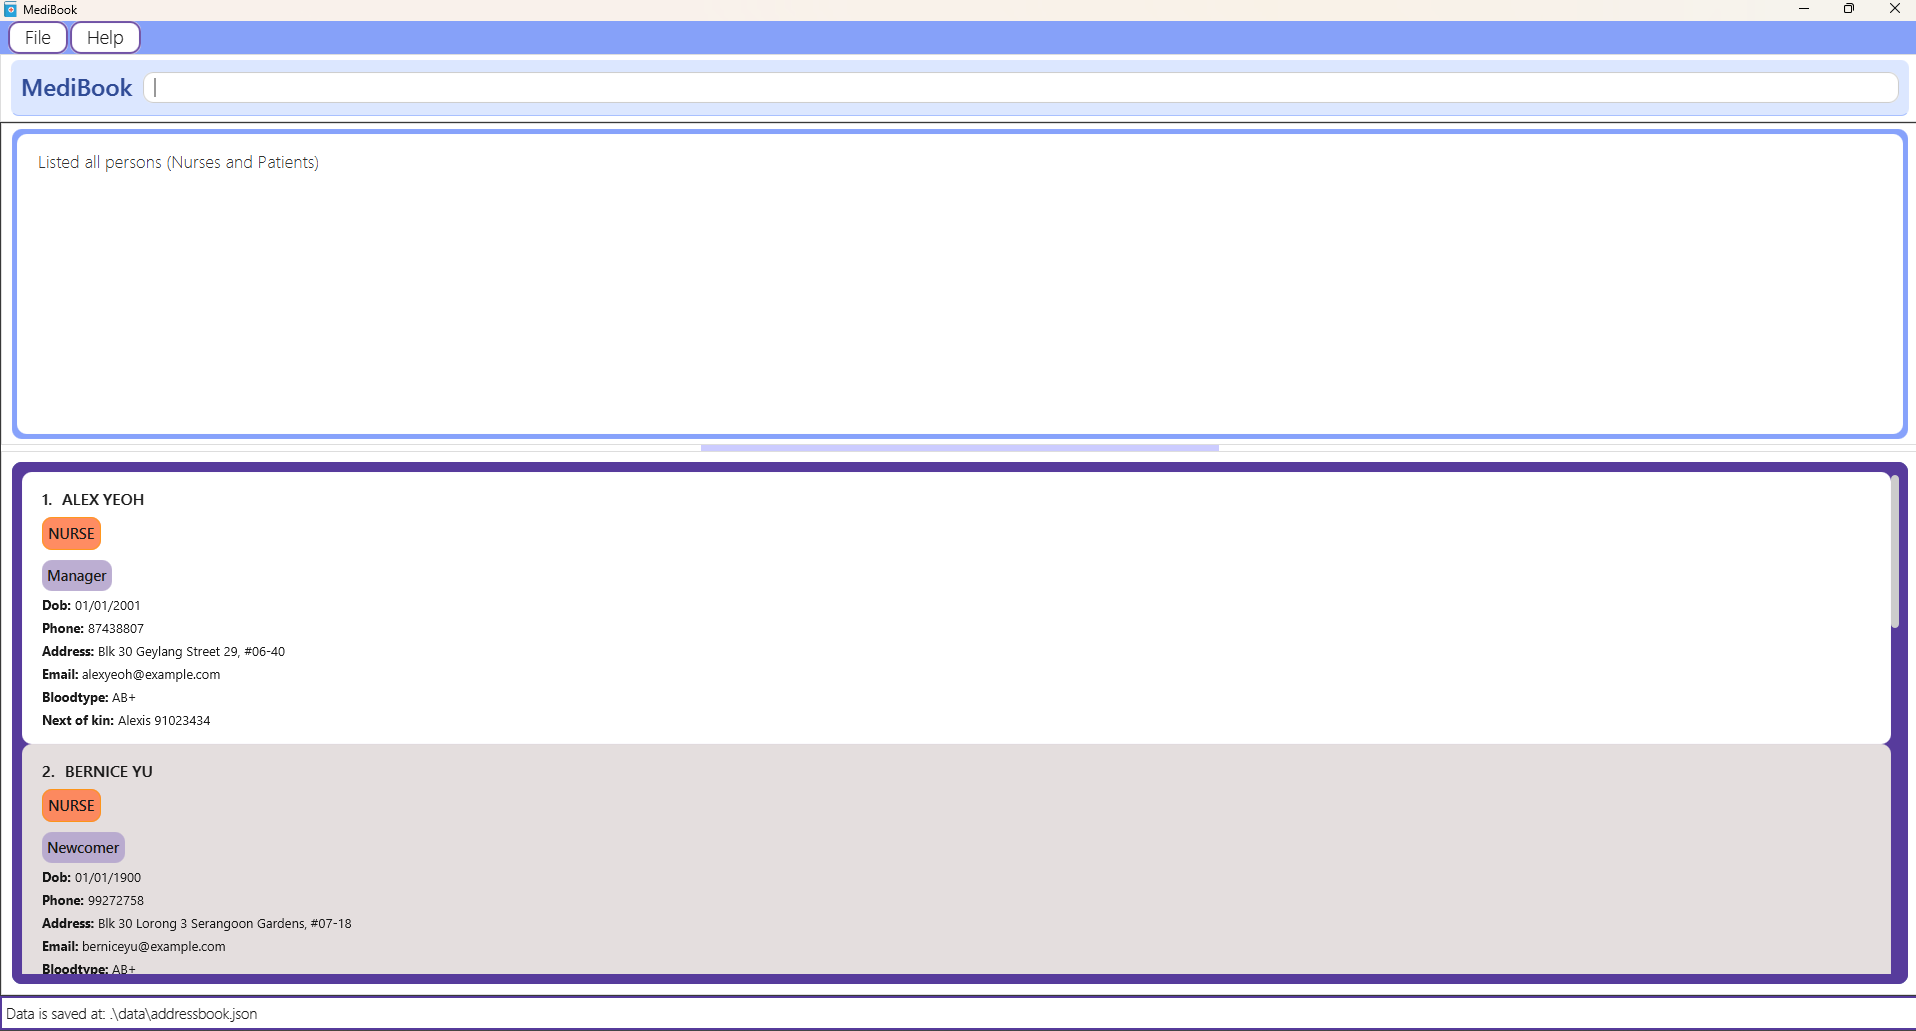 MediBook
File Help
MediBook
Listed all persons (Nurses and Patients)
1. ALEX YEOH
NURSE
Manager
Dob: 01/01/2001
Phone: 87438807
Address: Blk 30 Geylang Street 29, #06-40
Email: alexyeoh@example.com
Bloodtype: AB+
Next of kin: Alexis 91023434
2. BERNICE YU
NURSE
Newcomer
Dob: 01/01/1900
Phone: 99272758
Address: Blk 30 Lorong 3 Serangoon Gardens, #07-18
Email: berniceyu@example.com
Bloodtype: AB+
Data is saved at: .\data\addressbook.json